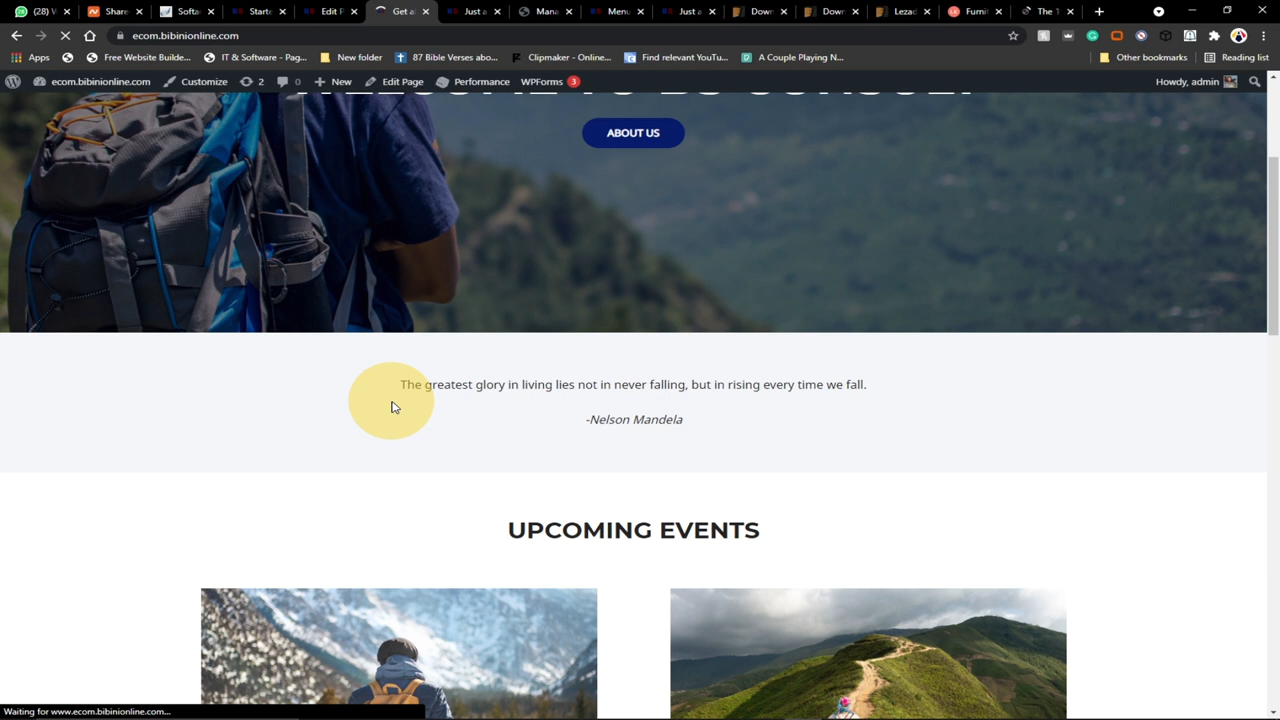 (28) W
Share
Softa
Starte
Edit P
Get a
Just a
Mana
Menu
Just a
Down
Down
Lezad
Furnit
The 1
ecom.bibinionline.com
Apps
Free Website Builde...
IT & Software - Pag...
New folder
87 Bible Verses abo...
Clipmaker - Online...
Find relevant YouTu...
A Couple Playing N...
Other bookmarks
Reading list
ecom.bibinionline.com
Customize
2
0
New
Edit Page
Performance
WPForms 3
Howdy, admin
ABOUT US
The greatest glory in living lies not in never falling, but in rising every time we fall.
-Nelson Mandela
UPCOMING EVENTS
Waiting for www.ecom.bibinionline.com...